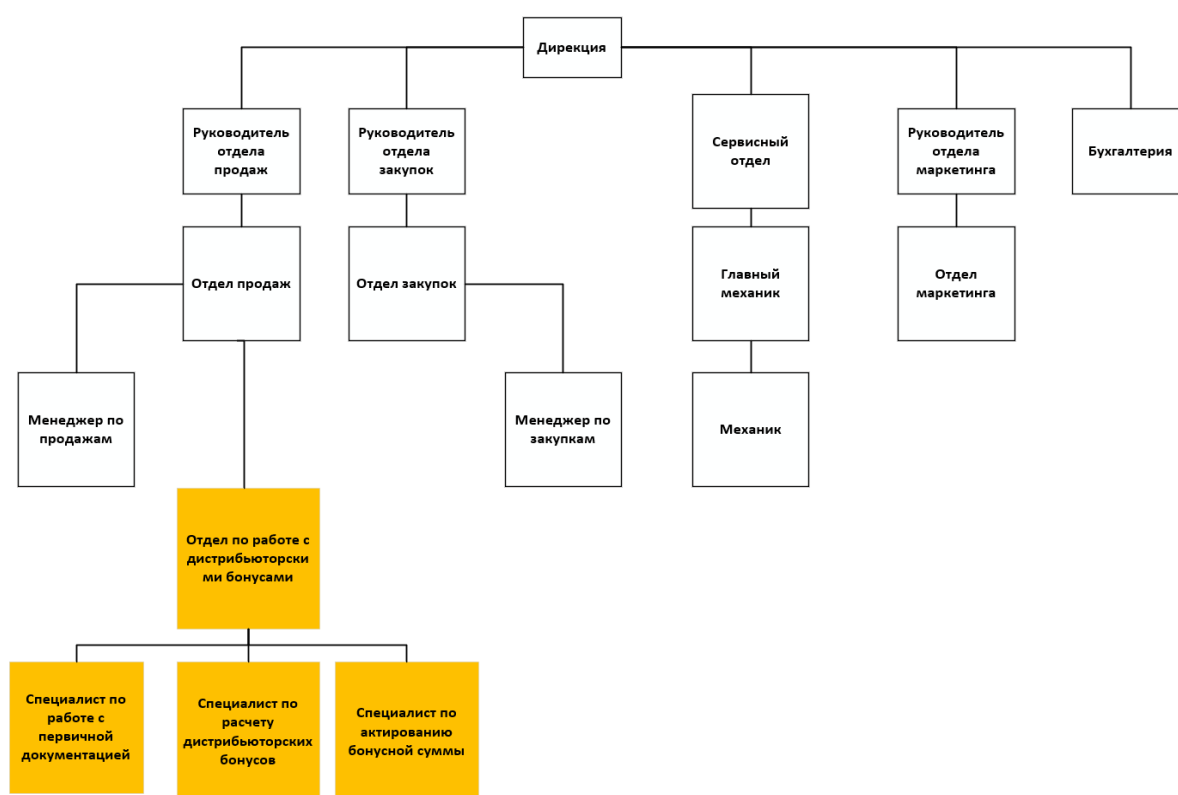 Дирекция
Руководитель
отдела
продаж
Руководитель
отдела
закупок
Сервисный
отдел
Руководитель
отдела
маркетинга
Бухгалтерия
Отдел продаж
Отдел закупок
Главный
механик
Отдел
маркетинга
Менеджер по
продажам
Менеджер по
закупкам
Механик
Отдел по работе с
дистрибьюторски
ми бонусами
Специалист по
работе с
первичной
документацией
Специалист по
расчету
дистрибьюторских
бонусов
Специалист по
актированию
бонусной суммы